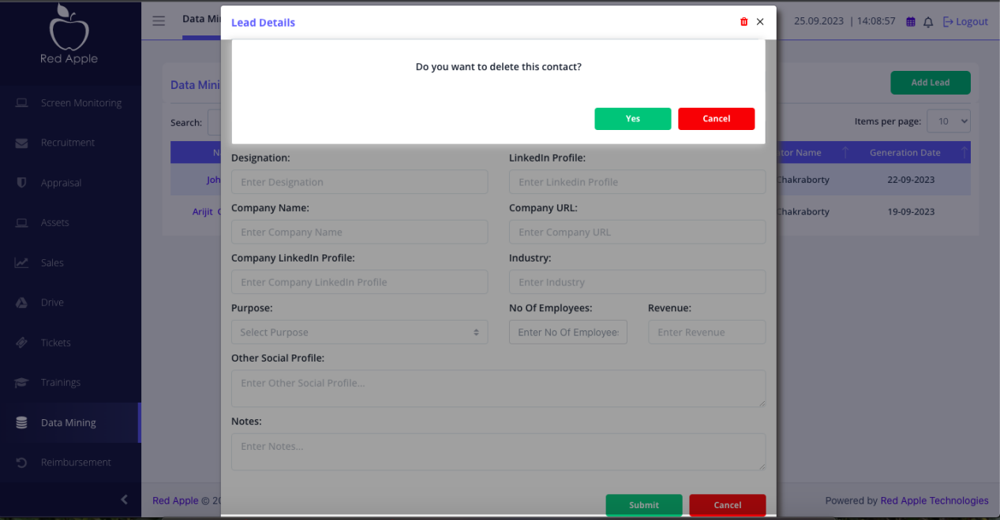 Red Apple
Screen Monitoring
Recruitment
Appraisal
Assets
Sales
Drive
Tickets
Trainings
Data Mining
Reimbursement
Data
25.09.2023 | 14:08:57
Logout
Data
Add Lead
Search:
Items per page: 10
Name
Generation Date
Chakraborty 22-09-2023
Arijit
Chakraborty 19-09-2023
Lead Details
Do you want to delete this contact?
Yes Cancel
Designation: LinkedIn Profile:
Enter Designation Enter Linkedin Profile
Company Name: Company URL:
Enter Company Name Enter Company URL
Company LinkedIn Profile: Industry:
Enter Company LinkedIn Profile Enter Industry
Purpose: No Of Employees: Revenue:
Select Purpose Enter No Of Employee Enter Revenue
Other Social Profile:
Enter Other Social Profile...
Notes:
Enter Notes...
Submit Cancel
Red Apple ©
Powered by Red Apple Technologies